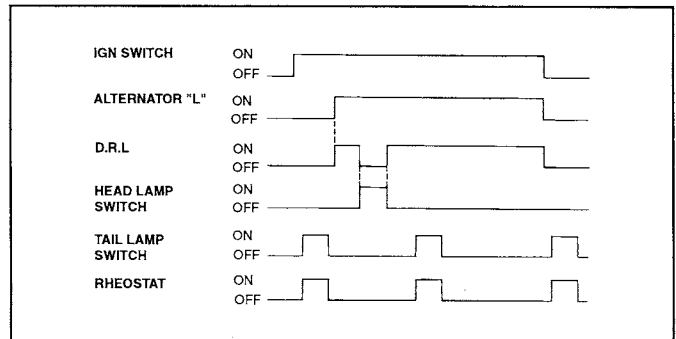 IGN SWITCH ON
OFF
ALTERNATOR "L" ON
OFF
D.R.L ON
OFF
HEAD LAMP ON
SWITCH OFF
TAIL LAMP ON
SWITCH OFF
RHEOSTAT ON
OFF